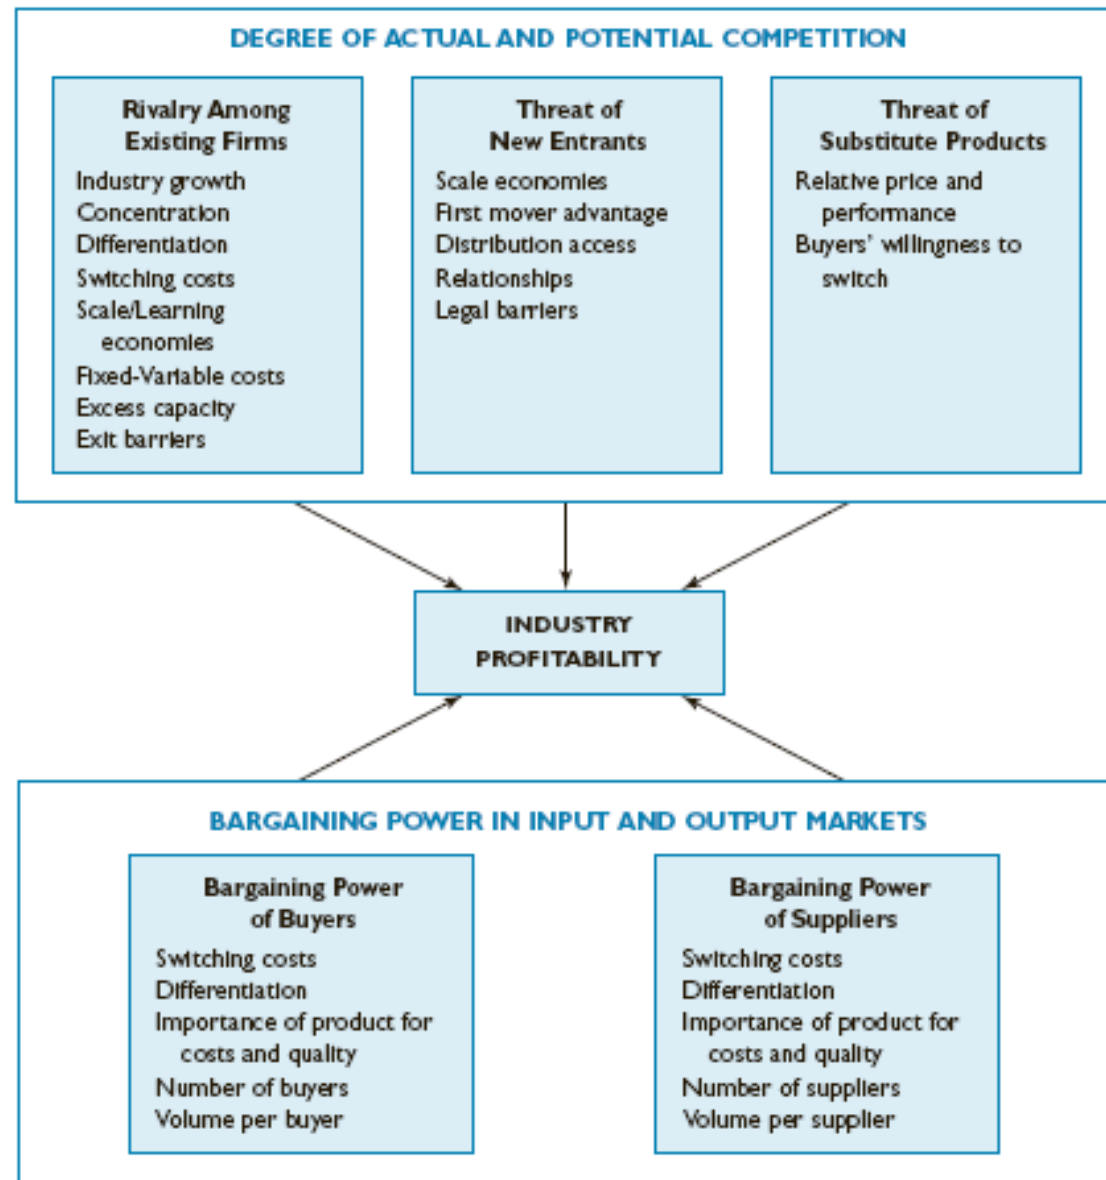 DEGREE OF ACTUAL AND POTENTIAL COMPETITION
Rivalry Among
Existing Firms
Industry growth
Concentration
Differentiation
Switching costs
Scale/Learning
economies
Fixed-Variable costs
Excess capacity
Exit barriers
Threat of
New Entrants
Scale economies
First mover advantage
Distribution access
Relationships
Legal barriers
Threat of
Substitute Products
Relative price and
performance
Buyers’ willingness to
switch
INDUSTRY
PROFITABILITY
BARGAINING POWER IN INPUT AND OUTPUT MARKETS
Bargaining Power
of Buyers
Switching costs
Differentiation
Importance of product for
costs and quality
Number of buyers
Volume per buyer
Bargaining Power
of Suppliers
Switching costs
Differentiation
Importance of product for
costs and quality
Number of suppliers
Volume per supplier